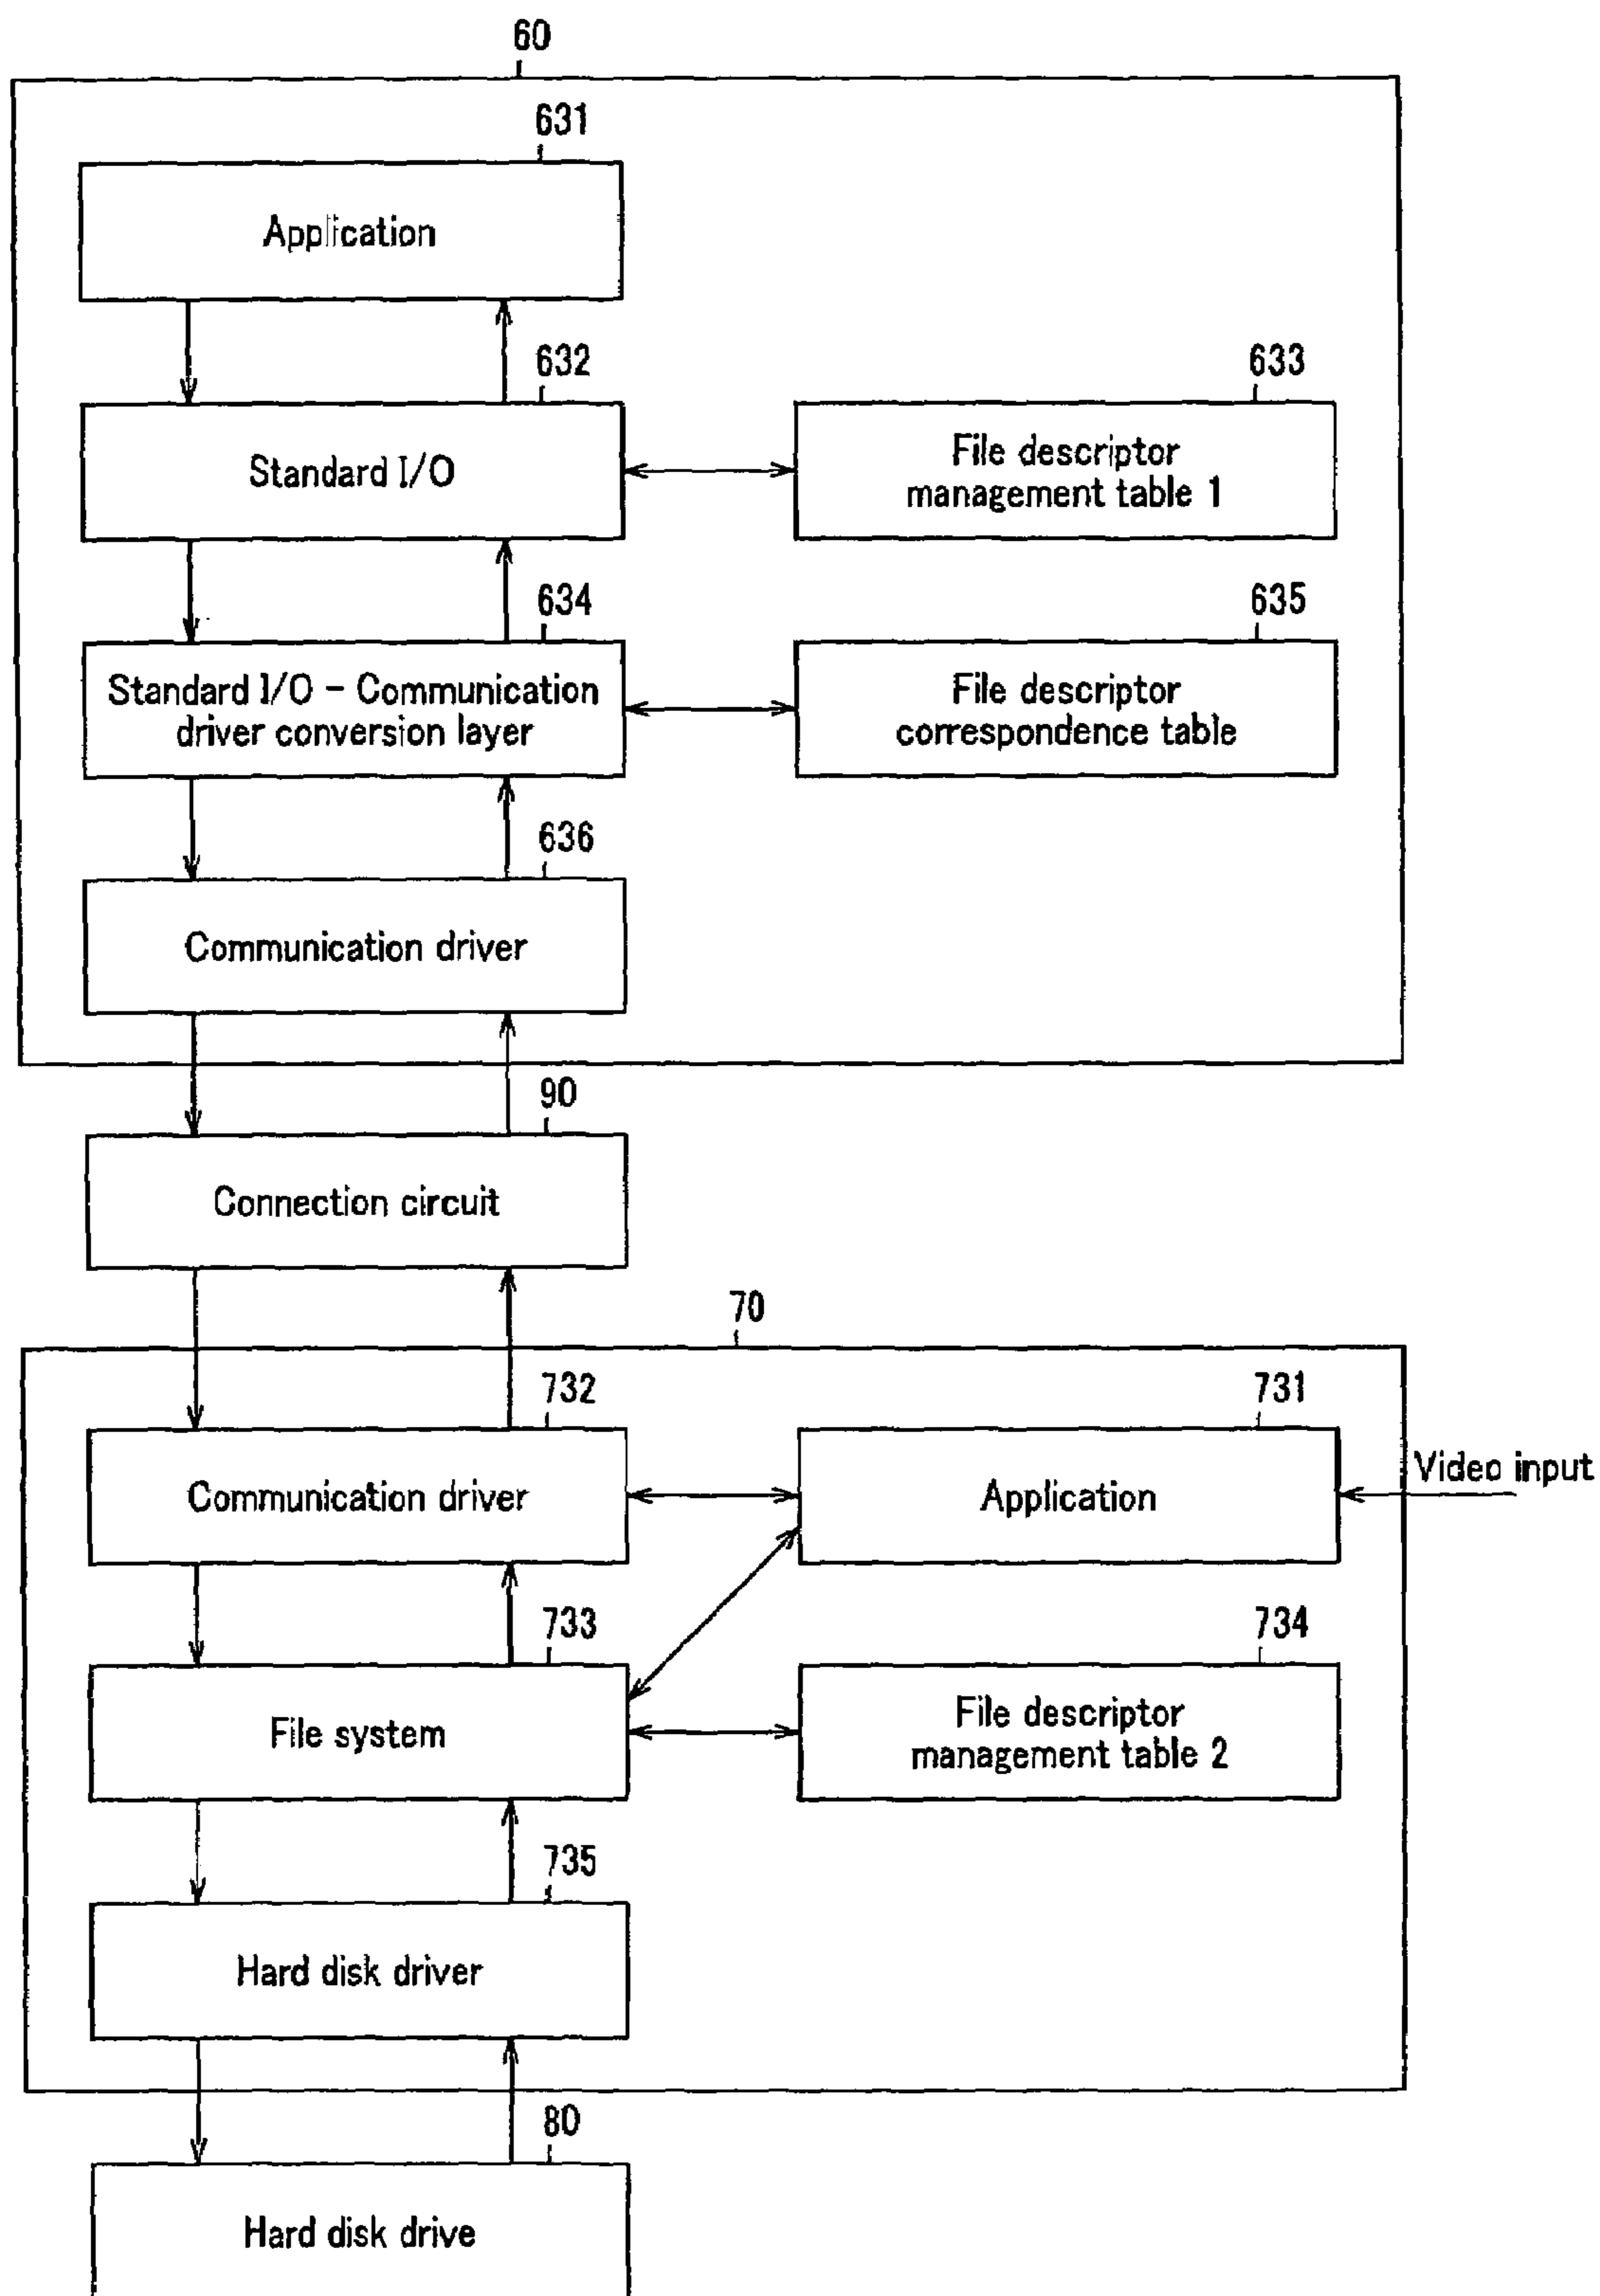 60
631
Application
632
633
Standard I/O
File descriptor
management table 1
634
635
Standard I/O - Communication
driver conversion layer
File descriptor
correspondence table
636
Communication driver
90
Connection circuit
70
732
731
Communication driver
Application
Video input
733
734
File system
File descriptor
management table 2
735
Hard disk driver
80
Hard disk drive